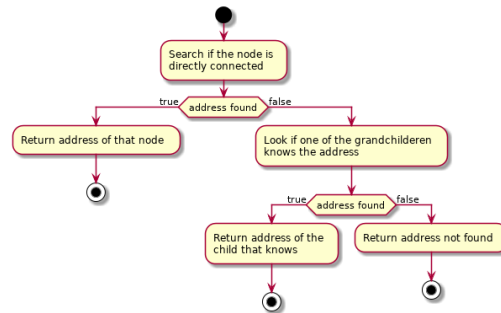 Search if the node is
directly connected
true
address found
false
Return address of that node
Look if one of the grandchilderen
knows the address
true
address found
false
Return address of the
child that knows
Return address not found